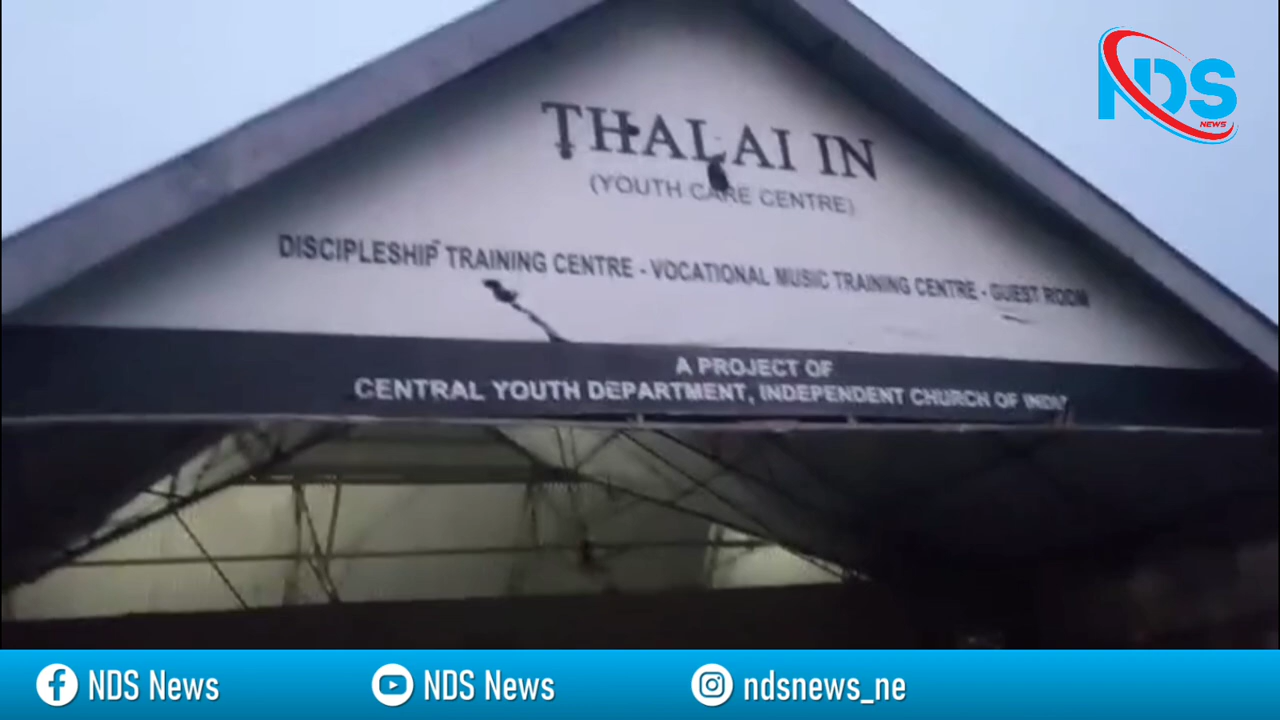 NDS
NEWS
THALAI IN
(YOUTH CARE CENTRE)
DISCIPLESHIP TRAINING CENTRE - VOCATIONAL MUSIC TRAINING CENTRE - GUEST ROOM
A PROJECT OF
CENTRAL YOUTH DEPARTMENT, INDEPENDENT CHURCH OF
NDS News
NDS News
ndsnews_ne